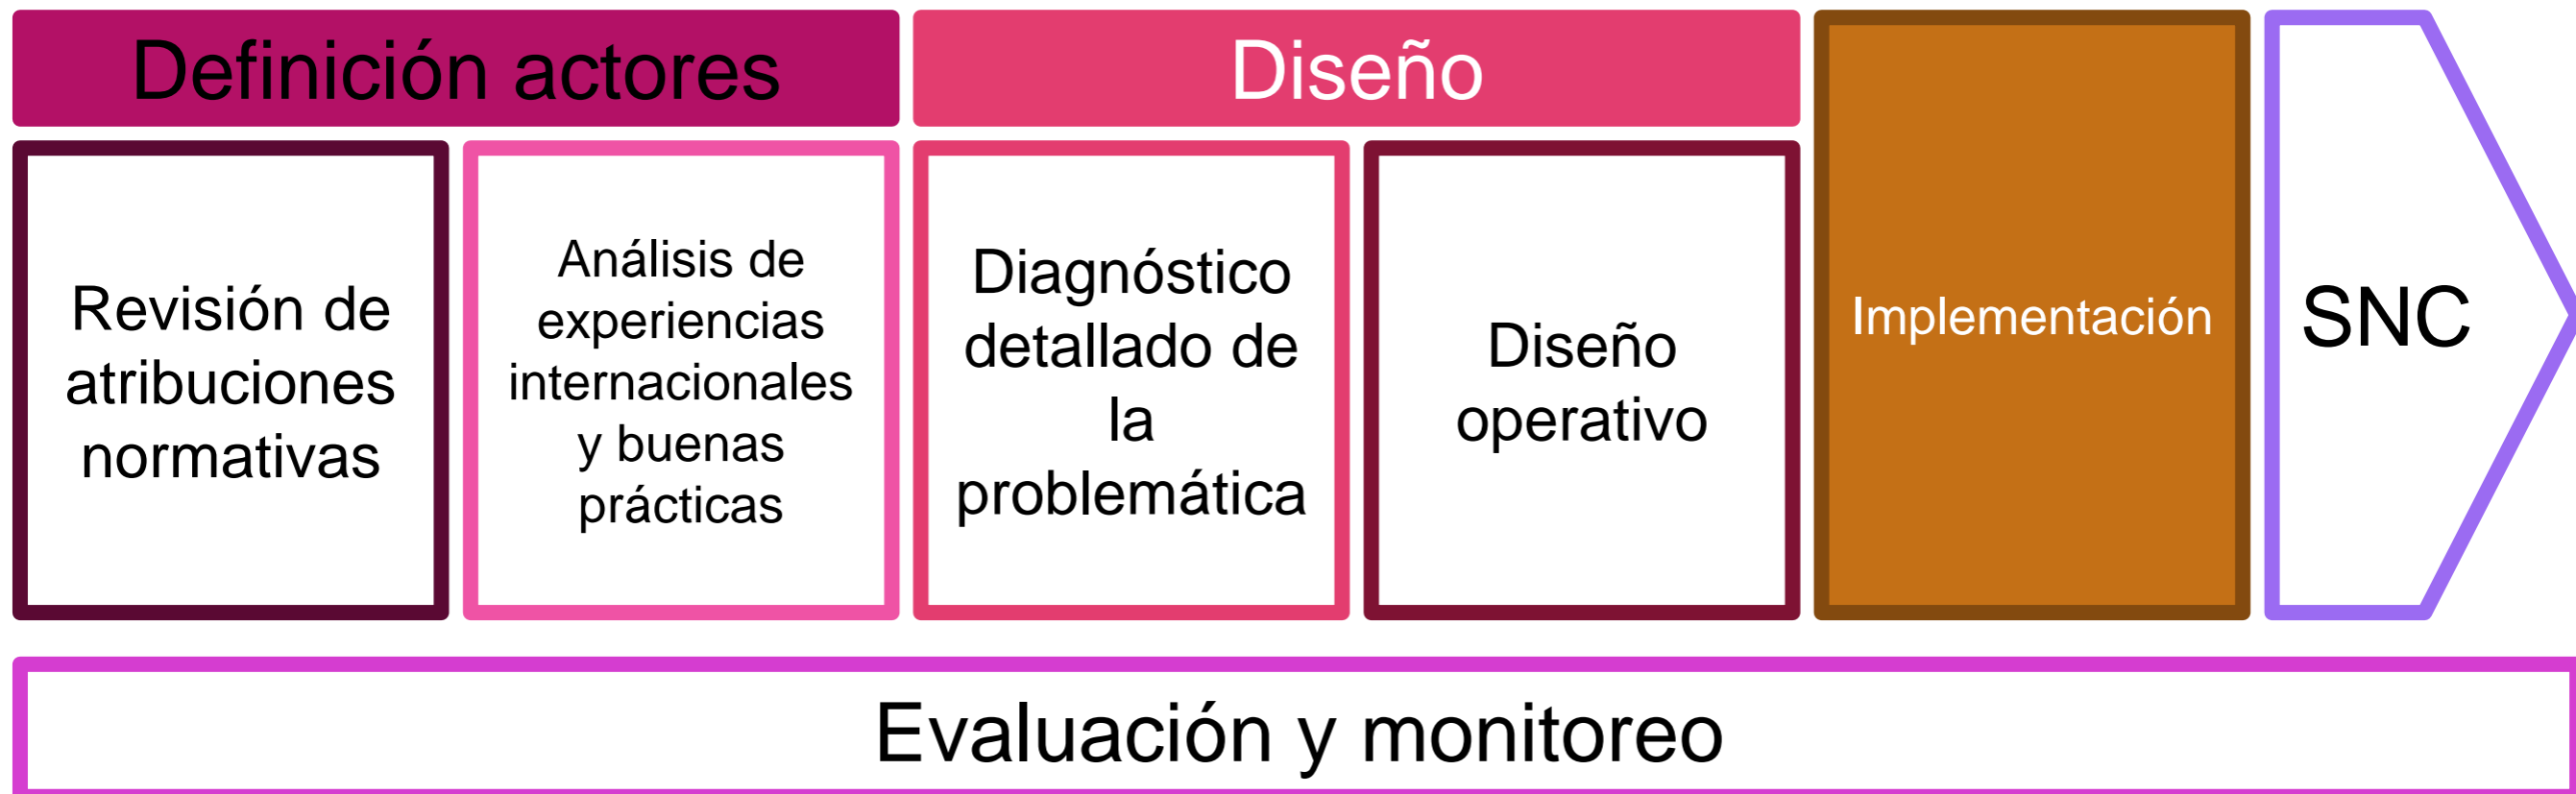 Definición actores
Diseño
Revisión de
atribuciones
normativas
Análisis de
experiencias
internacionales
y buenas
prácticas
Diagnóstico
detallado de
la
problemática
Diseño
operativo
Implementación
SNC
Evaluación y monitoreo